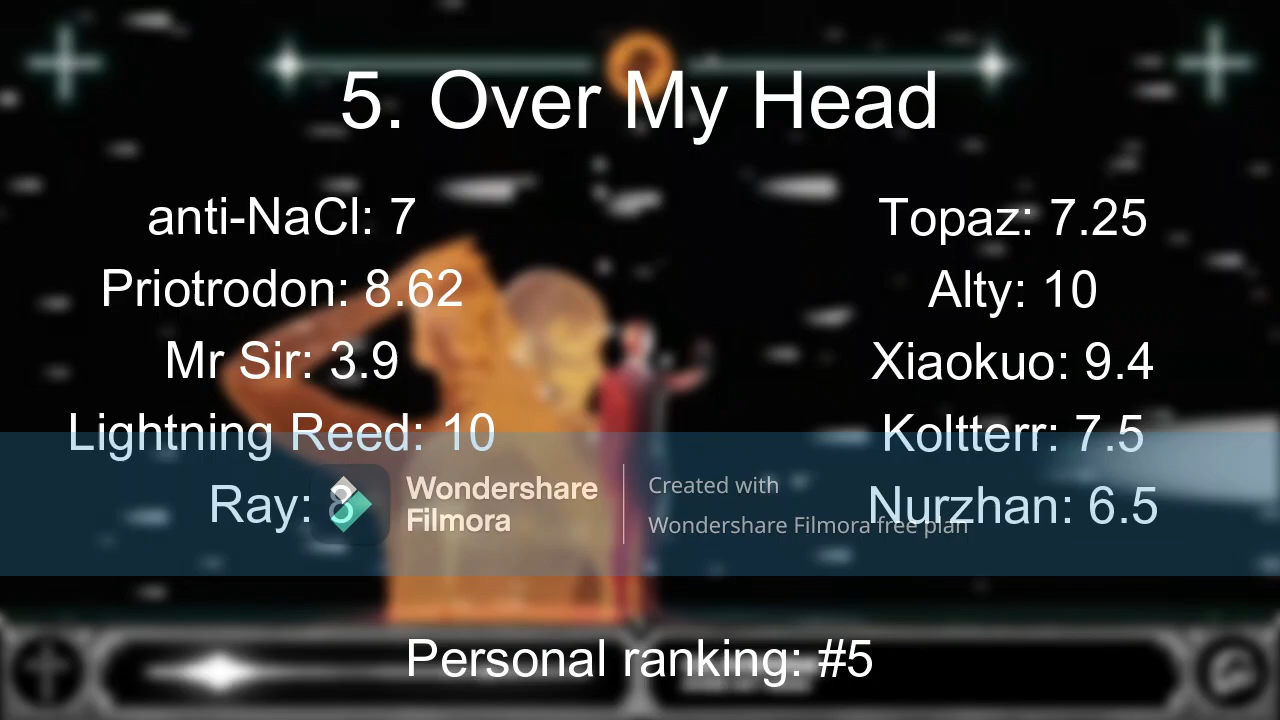 5. Over My Head
anti-NaCl: 7
Priotrodon: 8.62
Mr Sir: 3.9
Lightning Reed: 10
Ray: 8
Topaz: 7.25
Alty: 10
Xiaokuo: 9.4
Koltterr: 7.5
Nurzhan: 6.5
Wondershare
Filmora
Created with
Wondershare Filmora free plan
Personal ranking: #5